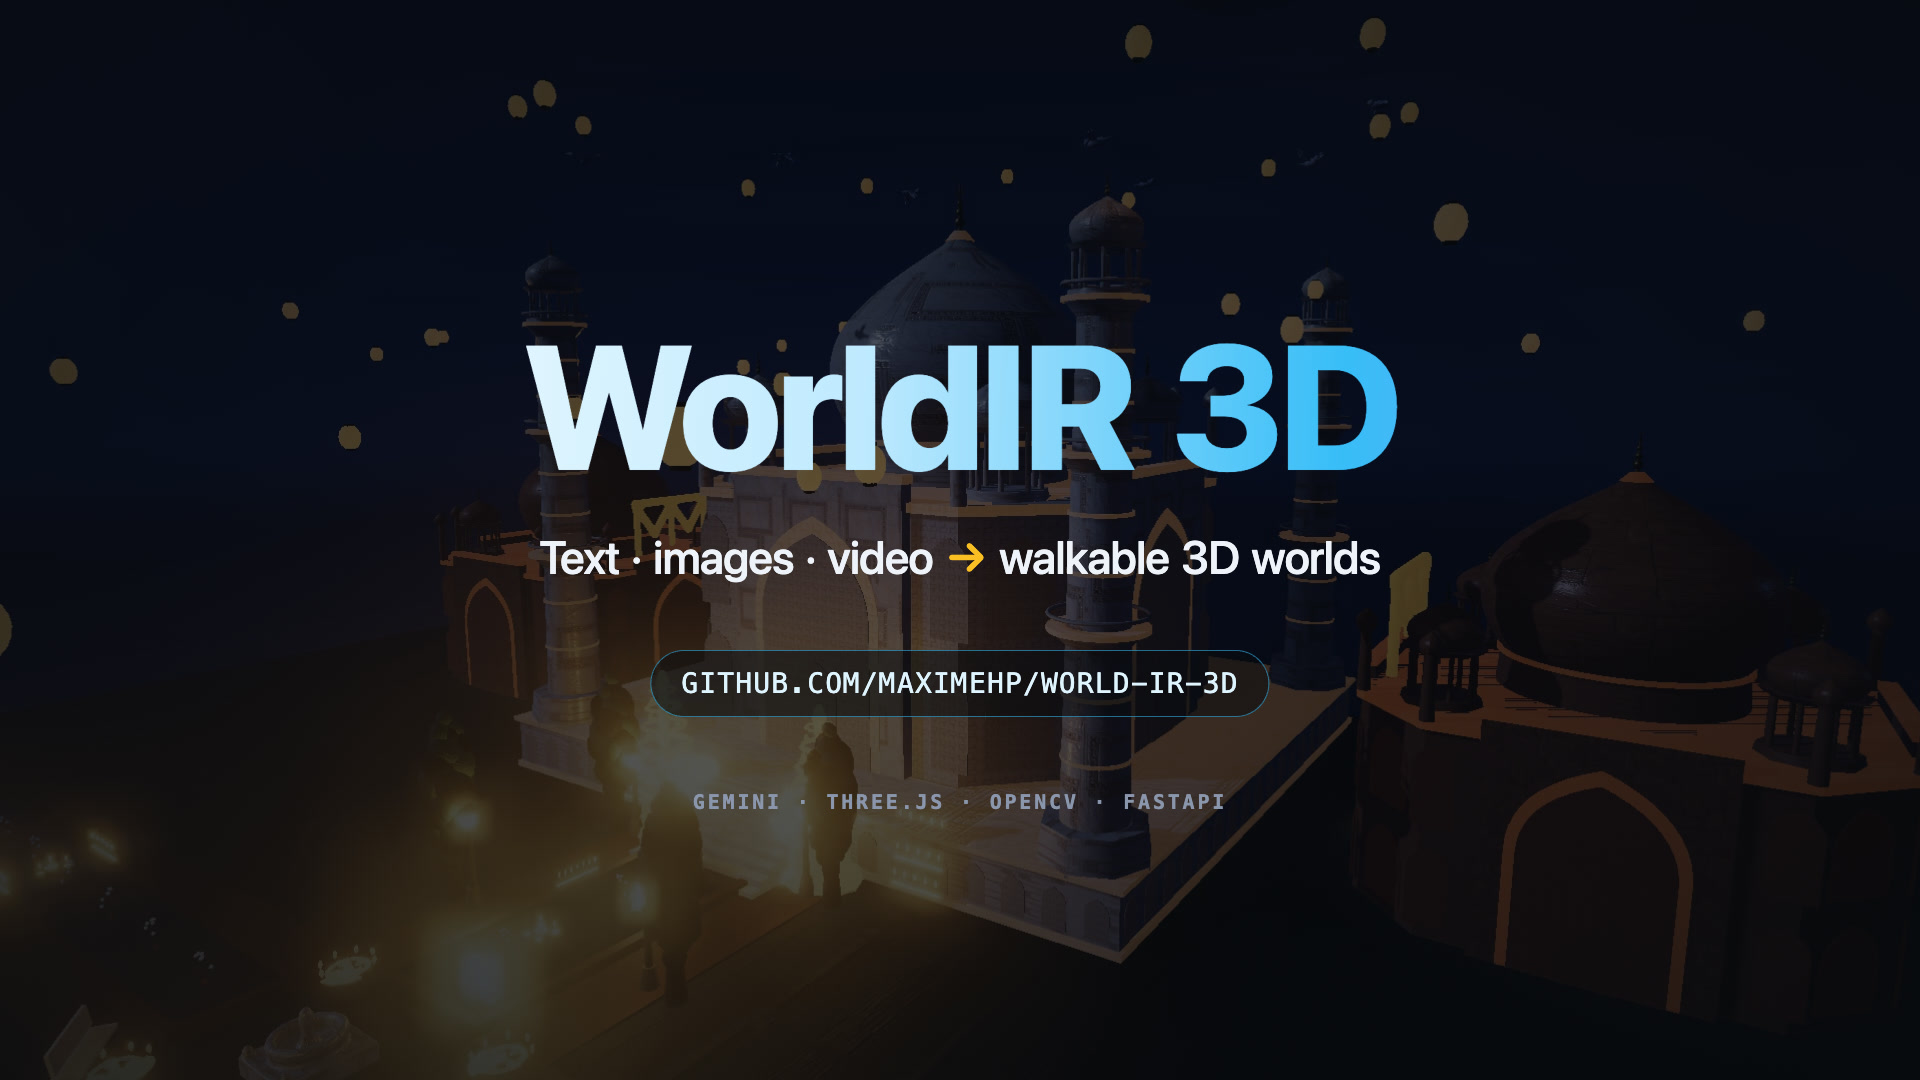 WorldIR 3D
Text · images · video → walkable 3D worlds
GITHUB.COM/MAXIMEHP/WORLD-IR-3D
GEMINI · THREE.JS · OPENCV · FASTAPI